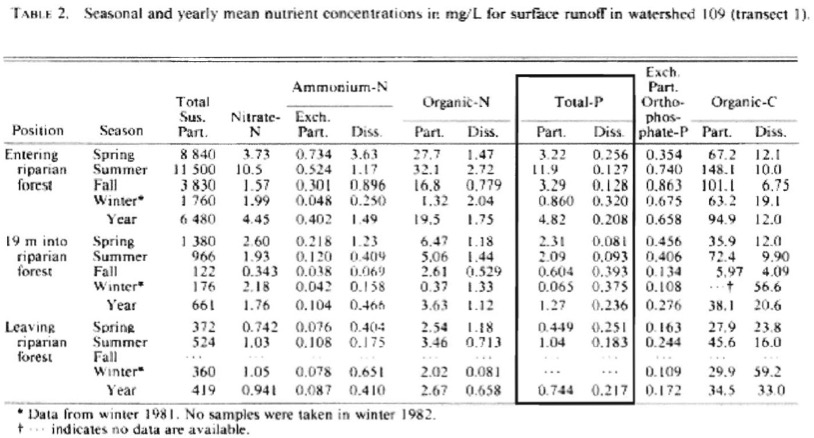 TABLE 2. Seasonal and yearly mean nutrient concentrations in mg/L for surface runoff in watershed 109 (transect 1).
Exch.
Ammonium-N Part.
Total Organic-N Total-P Ortho- Organic-C
Sus. Nitrate- Exch. phos-
Position Season Part. N Part. Diss. Part. Diss. Part. Diss. phate-P Part. Diss.
Entering Spring 8 840 3.73 0.734 3.63 27.7 1.47 3.22 0.256 0.354 67.2 12.1
riparian Summer 11 500 10.5 0.524 1.17 32.1 2.72 11.9 0.127 0.740 148.1 10.0
forest Fall 3 830 1.57 0.301 0.896 16.8 0.779 3.29 0.128 0.863 101.1 6.75
Winter* 1 760 1.99 0.048 0.250 1.32 2.04 0.860 0.320 0.675 63.2 19.1
Year 6 480 4.45 0.402 1.49 19.5 1.75 4.82 0.208 0.658 94.9 12.0
19 m into Spring 1 380 2.60 0.218 1.23 6.47 1.18 2.31 0.081 0.456 35.9 12.0
riparian Summer 966 1.93 0.120 0.409 5.06 1.44 2.09 0.093 0.406 72.4 9.90
forest Fall 122 0.343 0.038 0.069 2.61 0.529 0.604 0.393 0.134 5.97 4.09
Winter* 176 2.18 0.042 0.158 0.37 1.33 0.065 0.375 0.108 ···† 56.6
Year 661 1.76 0.104 0.466 3.63 1.12 1.27 0.236 0.276 38.1 20.6
Leaving Spring 372 0.742 0.076 0.404 2.54 1.18 0.449 0.251 0.163 27.9 23.8
riparian Summer 524 1.03 0.108 0.175 3.46 0.713 1.04 0.183 0.244 45.6 16.0
forest Fall ··· ··· ··· ··· ··· ··· ··· ··· ··· ··· ···
Winter* 360 1.05 0.078 0.651 2.02 0.081 ··· ··· 0.109 29.9 59.2
Year 419 0.941 0.087 0.410 2.67 0.658 0.744 0.217 0.172 34.5 33.0
* Data from winter 1981. No samples were taken in winter 1982.
† ··· indicates no data are available.